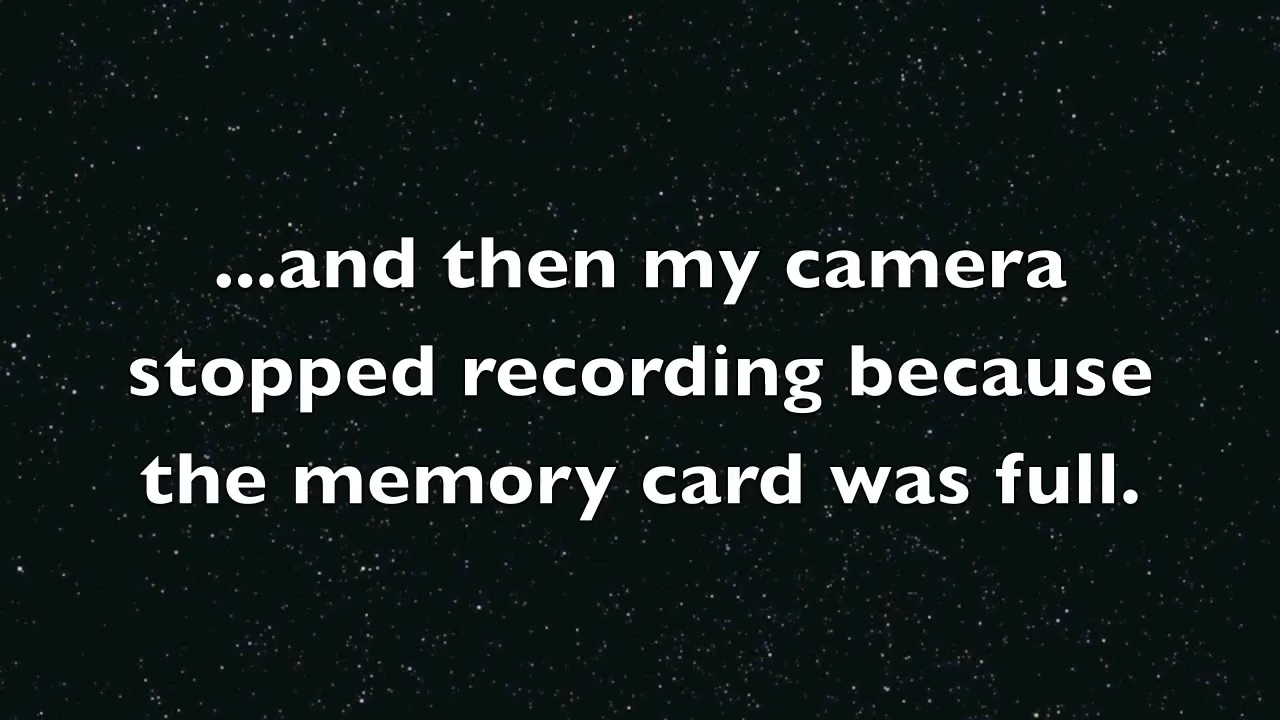 ...and then my camera
stopped recording because
the memory card was full.